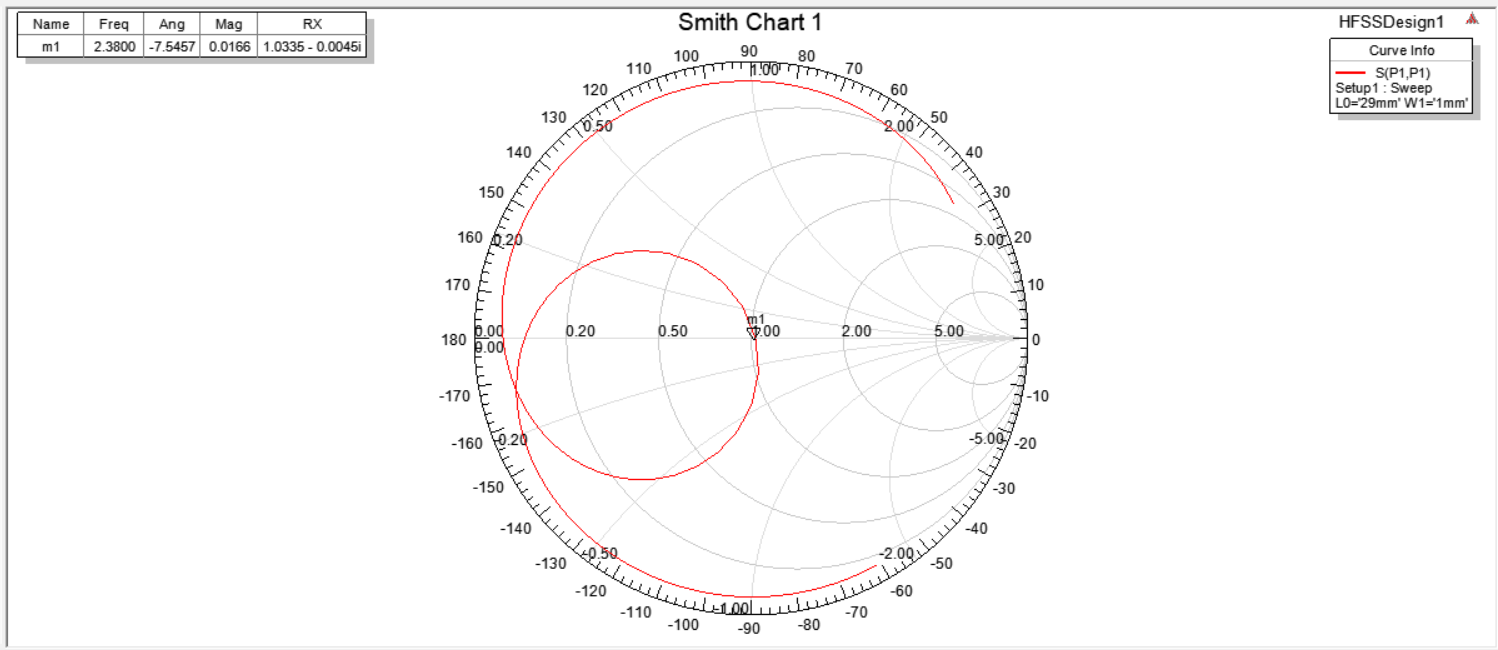 Smith Chart 1
HFSSDesign1
Name Freq Ang Mag RX
m1 2.3800 -7.5457 0.0166 1.0335 - 0.0045i
Curve Info
S(P1,P1)
Setup1 : Sweep
L0='29mm' W1='1mm'
90
100 80
110 70
120 60
130 50
140 40
150 30
160 20
170 10
180 0
-170 -10
-160 -20
-150 -30
-140 -40
-130 -50
-120 -60
-110 -70
-100 -80
-90
1.00
0.50 2.00
0.20 5.00
m1
0.00 0.20 0.50 1.00 2.00 5.00
0.00
-0.20 -5.00
-0.50 -2.00
-1.00